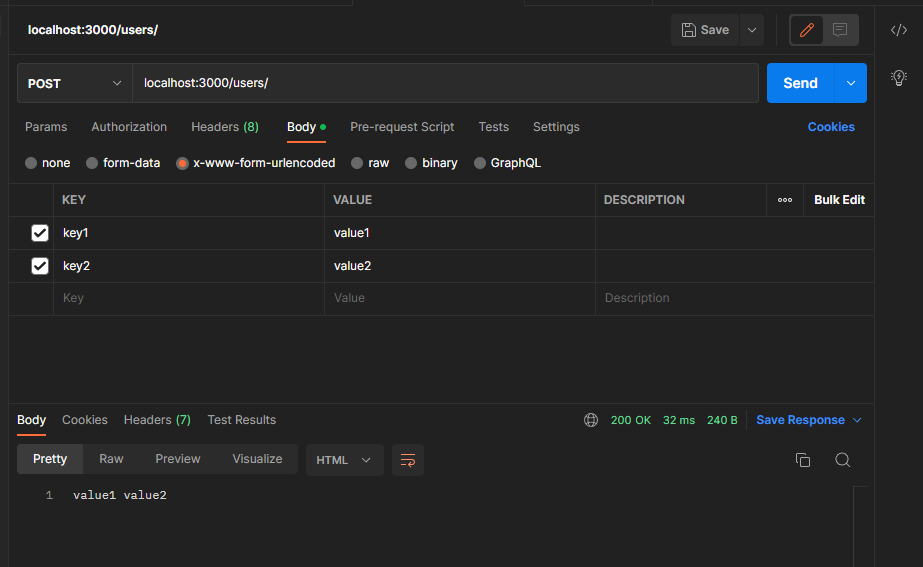 localhost:3000/users/ Save
POST localhost:3000/users/ Send
Params Authorization Headers (8) Body Pre-request Script Tests Settings Cookies
none form-data x-www-form-urlencoded raw binary GraphQL
KEY VALUE DESCRIPTION Bulk Edit
key1 value1
key2 value2
Key Value Description
Body Cookies Headers (7) Test Results 200 OK 32 ms 240 B Save Response
Pretty Raw Preview Visualize HTML
1 value1 value2